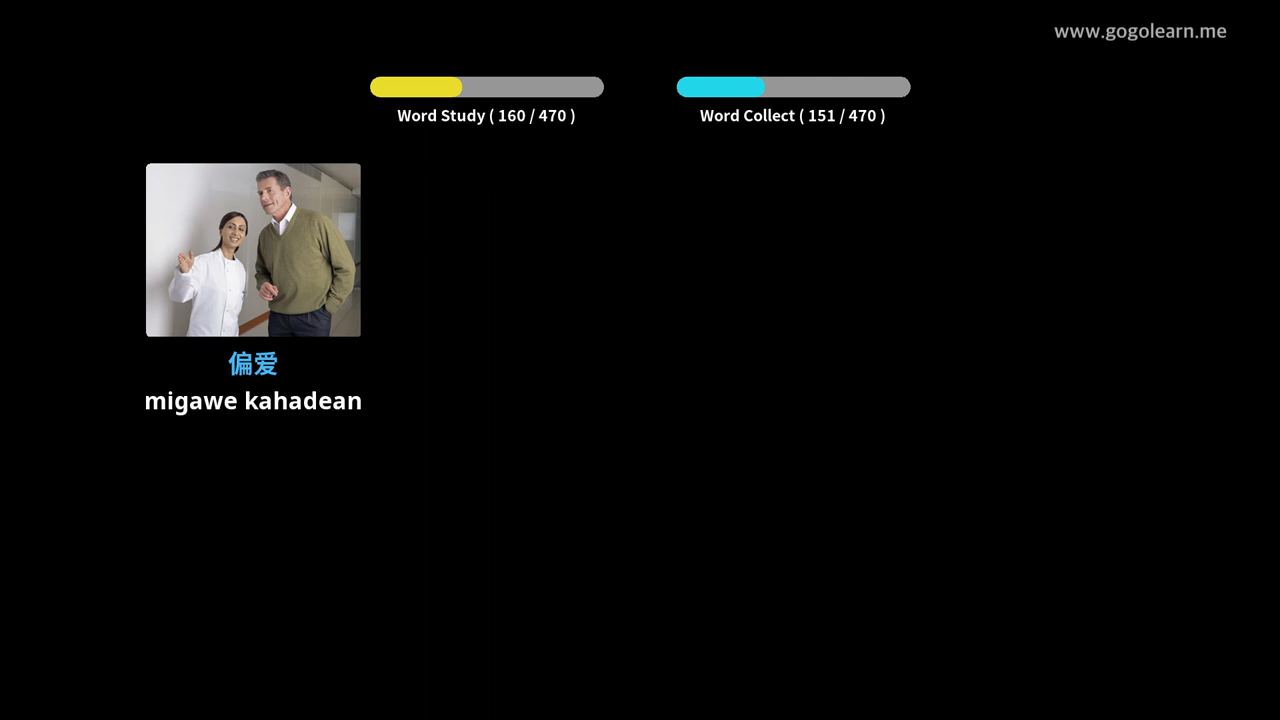 www.gogolearn.me
Word Study ( 160 / 470 )
Word Collect ( 151 / 470 )
偏爱
migawe kahadean